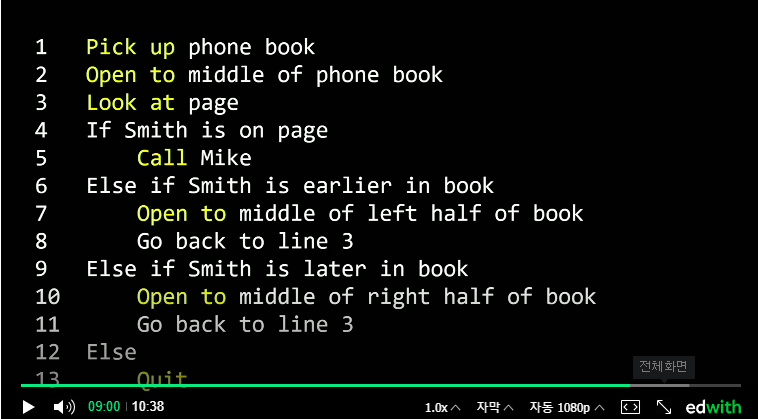 1 Pick up phone book
2 Open to middle of phone book
3 Look at page
4 If Smith is on page
5 Call Mike
6 Else if Smith is earlier in book
7 Open to middle of left half of book
8 Go back to line 3
9 Else if Smith is later in book
10 Open to middle of right half of book
11 Go back to line 3
12 Else
13 Quit
전체화면
09:00 10:38 1.0x 자막 자동 1080p edwith